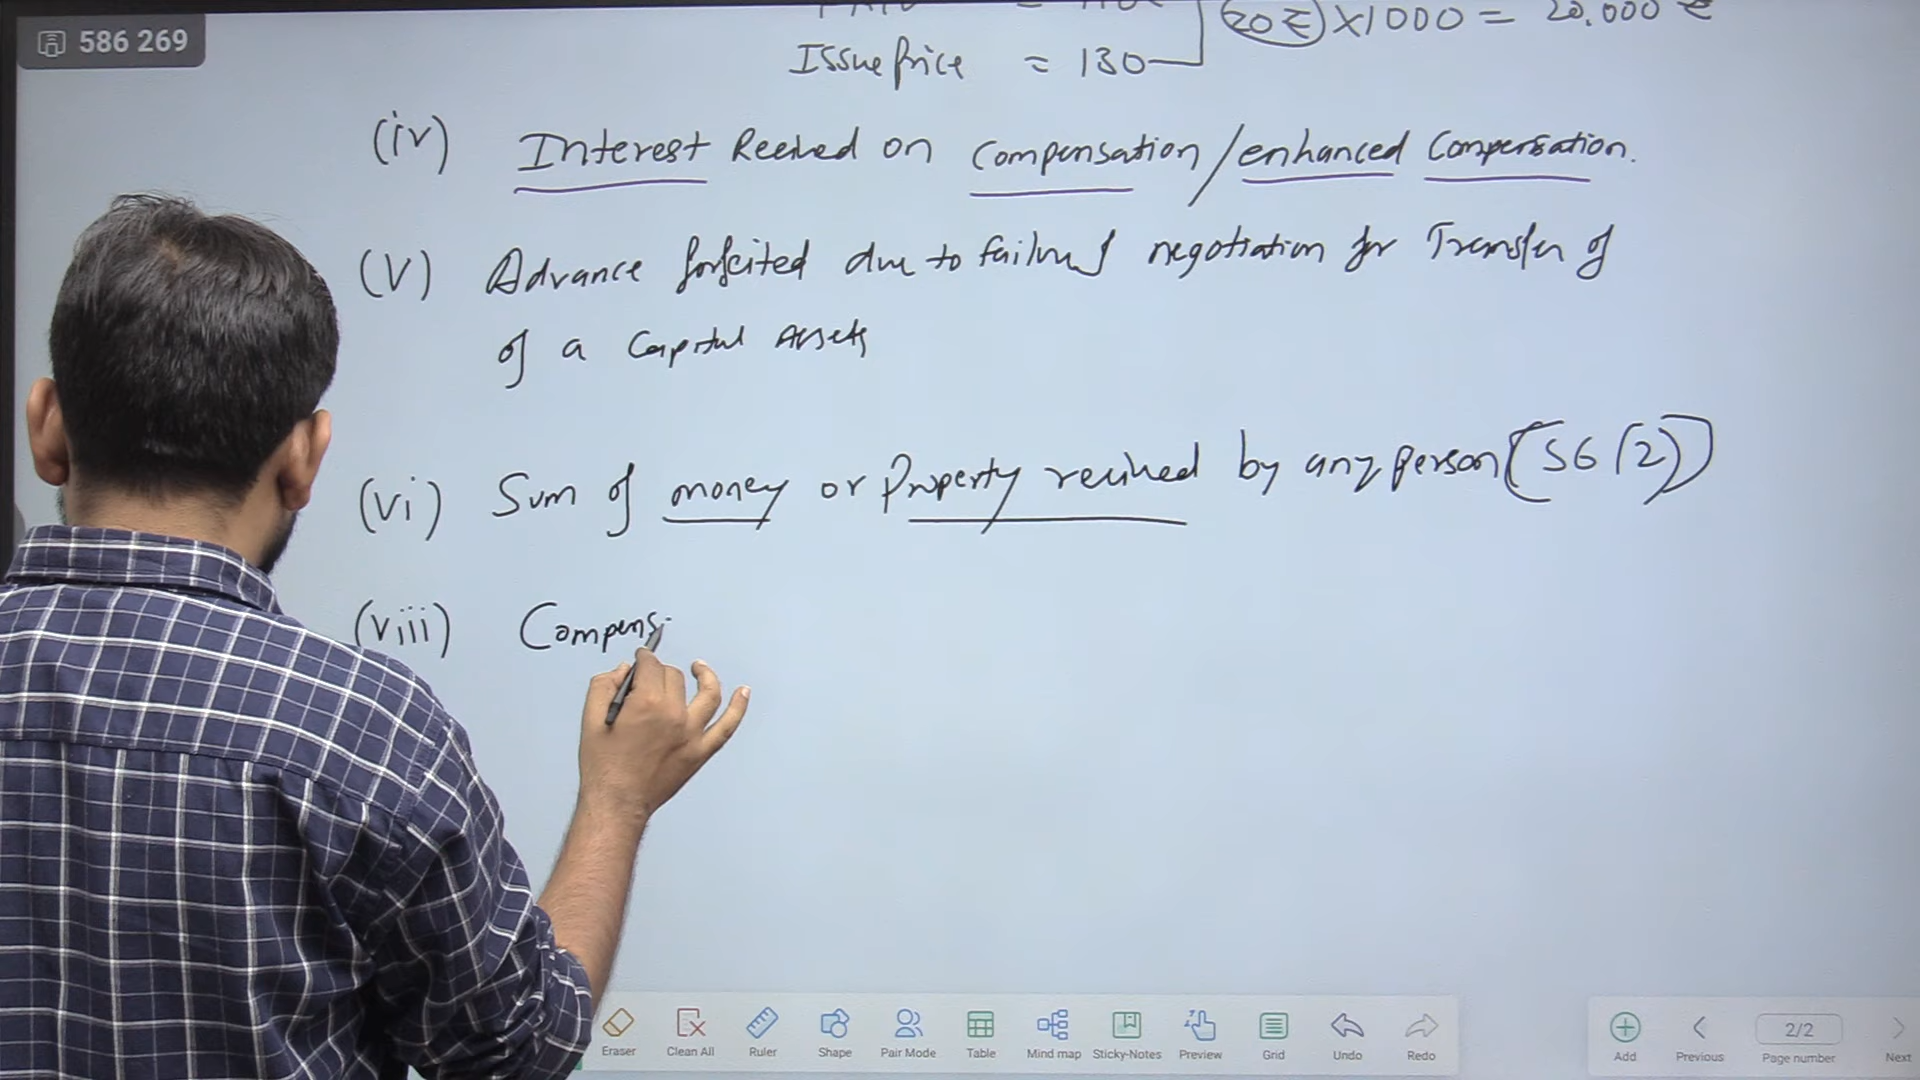 586 269
= 20 ₹ ×1000 = 20,000 ₹
Issue Price = 130
(iv) Interest Received on compensation/enhanced Compensation.
(v) Advance forfeited due to failure of negotiation for Transfer of
of a Capital Assets
(vi) Sum of money or Property received by any person (56(2))
(viii) Compens
Eraser Clean All Ruler Shape Pair Mode Table Mind map Sticky-Notes Preview Grid Undo Redo Add Previous 2/2 Page number Next